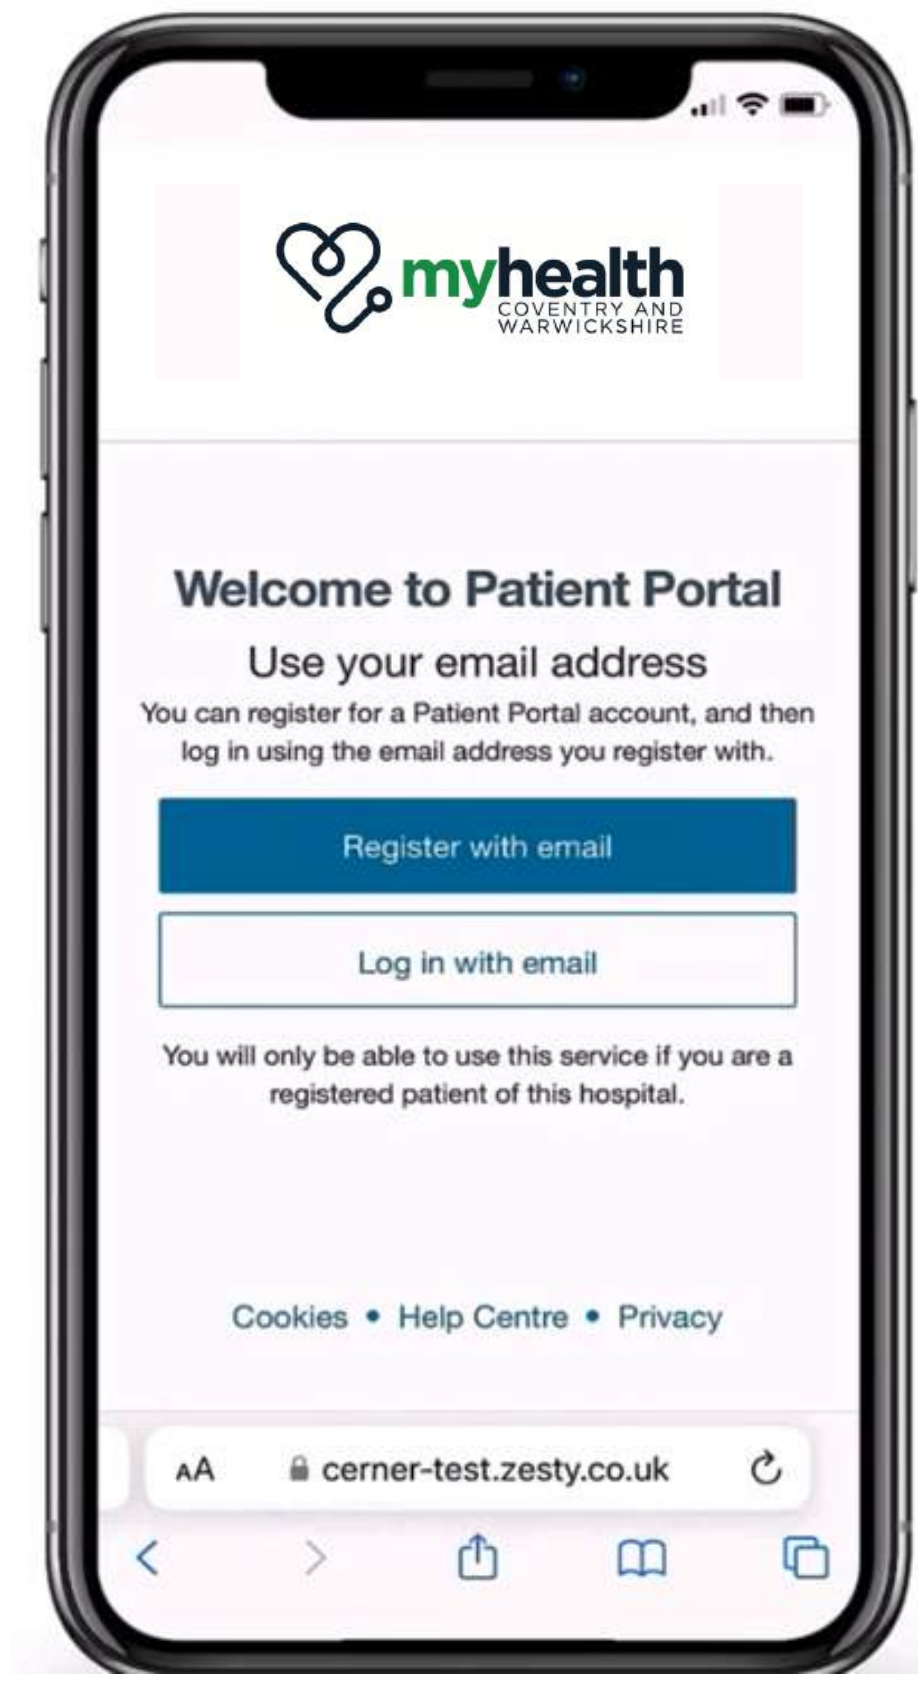 myhealth
COVENTRY AND
WARWICKSHIRE
Welcome to Patient Portal
Use your email address
You can register for a Patient Portal account, and then
log in using the email address you register with.
Register with email
Log in with email
You will only be able to use this service if you are a
registered patient of this hospital.
Cookies • Help Centre • Privacy
AA cerner-test.zesty.co.uk